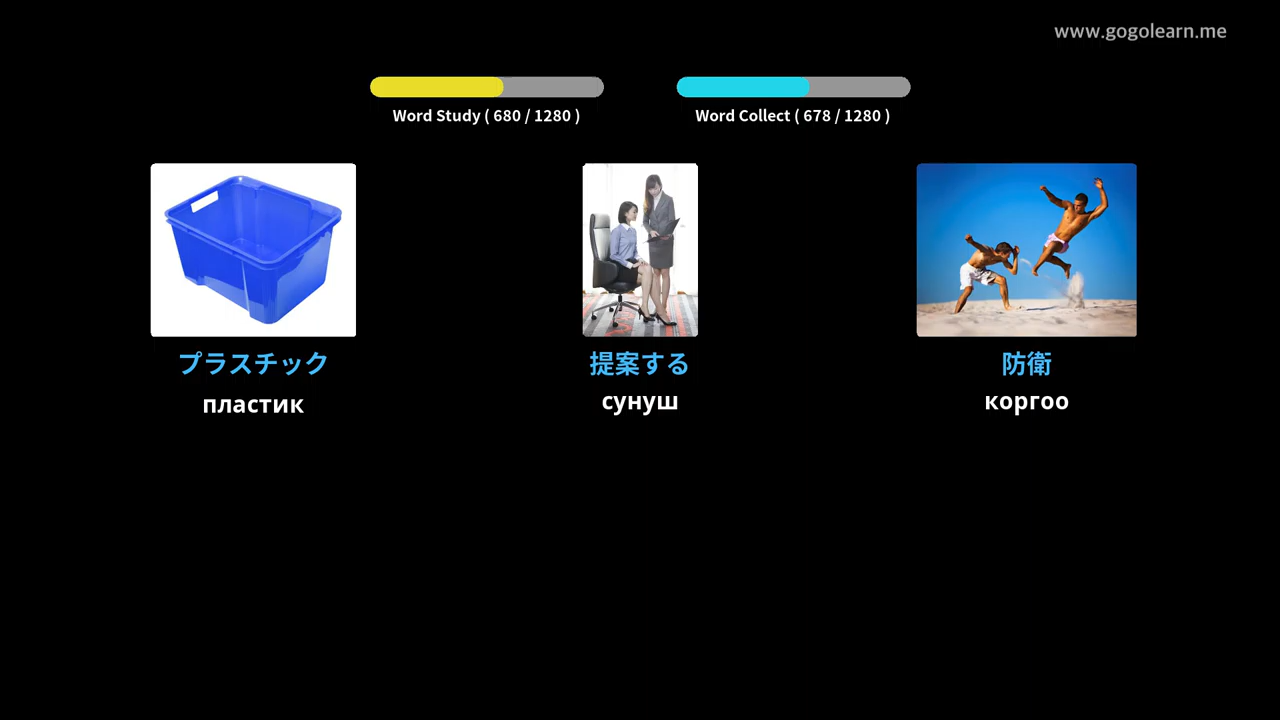 www.gogolearn.me
Word Study ( 680 / 1280 )
Word Collect ( 678 / 1280 )
プラスチック
пластик
提案する
сунуш
防衛
коргоо